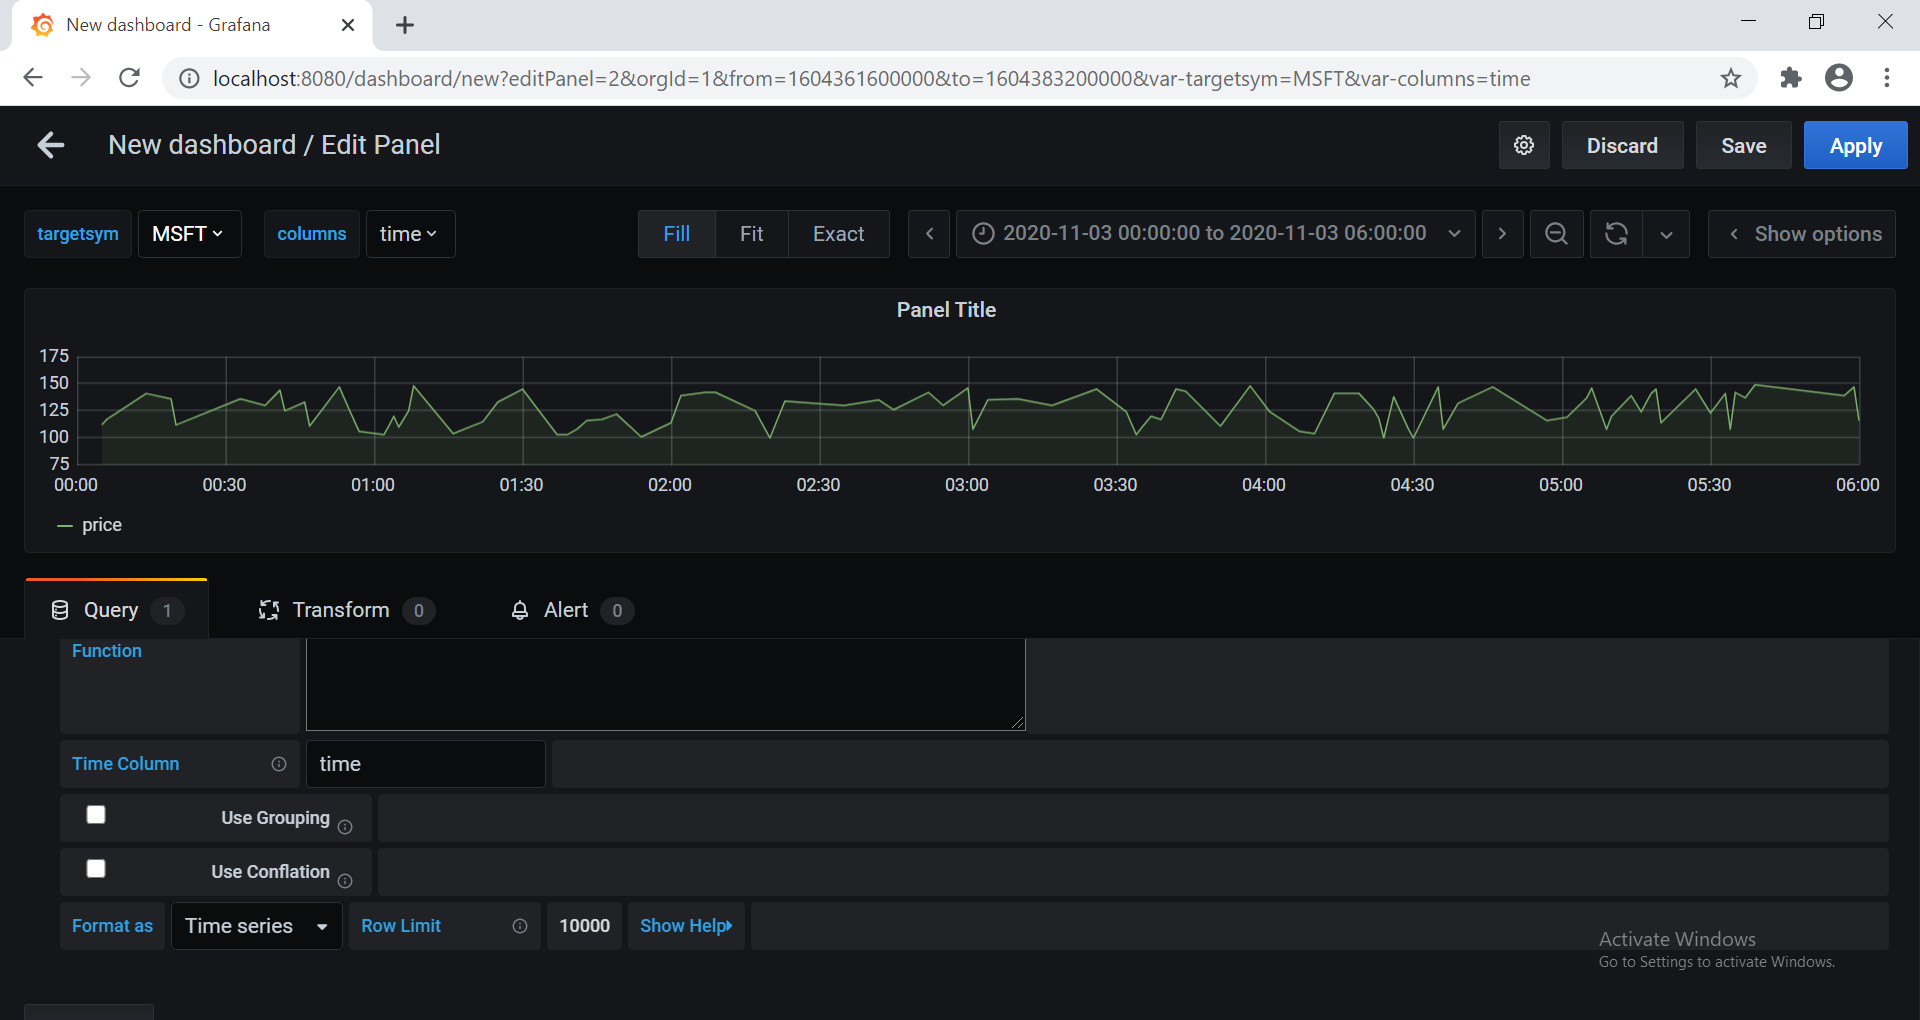 New dashboard - Grafana
localhost:8080/dashboard/new?editPanel=2&orgId=1&from=1604361600000&to=1604383200000&var-targetsym=MSFT&var-columns=time
New dashboard / Edit Panel
Discard
Save
Apply
targetsym
MSFT
columns
time
Fill
Fit
Exact
2020-11-03 00:00:00 to 2020-11-03 06:00:00
Show options
Panel Title
175
150
125
100
75
00:00
00:30
01:00
01:30
02:00
02:30
03:00
03:30
04:00
04:30
05:00
05:30
06:00
price
Query 1
Transform 0
Alert 0
Function
Time Column
time
Use Grouping
Use Conflation
Format as
Time series
Row Limit
10000
Show Help
Activate Windows
Go to Settings to activate Windows.